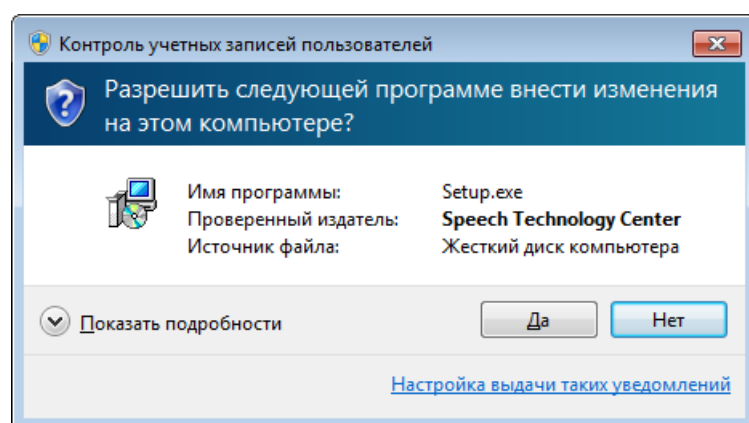 Контроль учетных записей пользователей
Разрешить следующей программе внести изменения
на этом компьютере?
Имя программы: Setup.exe
Проверенный издатель: Speech Technology Center
Источник файла: Жесткий диск компьютера
Показать подробности Да Нет
Настройка выдачи таких уведомлений